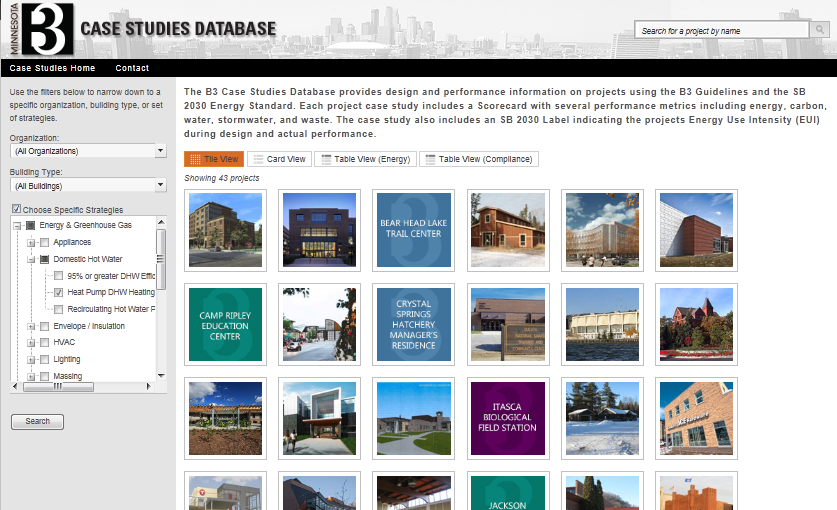 MINNESOTA
B3
CASE STUDIES DATABASE
Search for a project by name
Case Studies Home
Contact
Use the filters below to narrow down to a
specific organization, building type, or set
of strategies.
Organization:
(All Organizations)
Building Type:
(All Buildings)
Choose Specific Strategies
Energy & Greenhouse Gas
Appliances
Domestic Hot Water
95% or greater DHW Effic
Heat Pump DHW Heating
Recirculating Hot Water P
Envelope / Insulation
HVAC
Lighting
Massing
Search
The B3 Case Studies Database provides design and performance information on projects using the B3 Guidelines and the SB
2030 Energy Standard. Each project case study includes a Scorecard with several performance metrics including energy, carbon,
water, stormwater, and waste. The case study also includes an SB 2030 Label indicating the projects Energy Use Intensity (EUI)
during design and actual performance.
Tile View
Card View
Table View (Energy)
Table View (Compliance)
Showing 43 projects
BEAR HEAD LAKE
TRAIL CENTER
CAMP RIPLEY
EDUCATION
CENTER
CRYSTAL
SPRINGS
HATCHERY
MANAGER'S
RESIDENCE
ITASCA
BIOLOGICAL
FIELD STATION
JACKSON